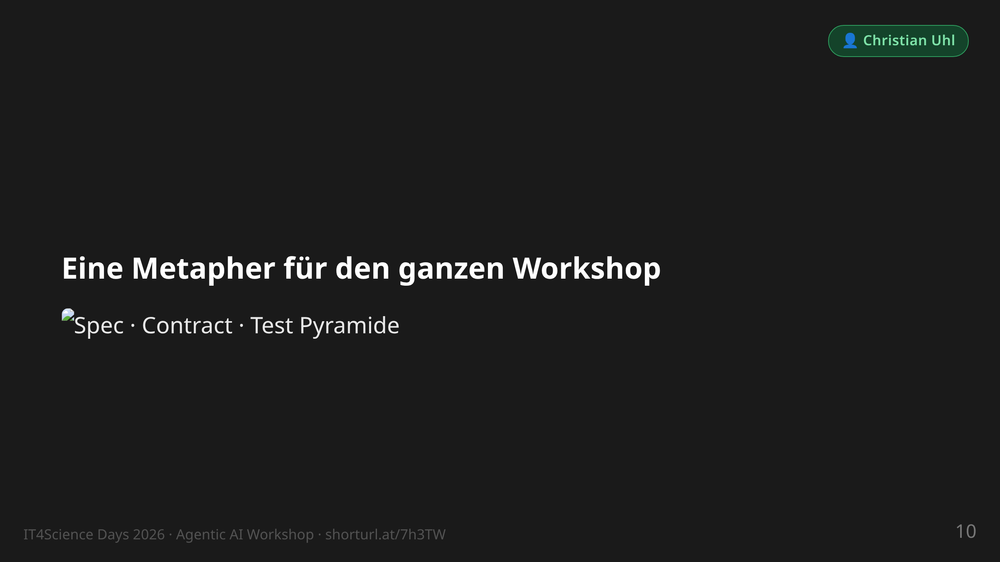 Christian Uhl
Eine Metapher für den ganzen Workshop
Spec · Contract · Test Pyramide
IT4Science Days 2026 · Agentic AI Workshop · shorturl.at/7h3TW
10